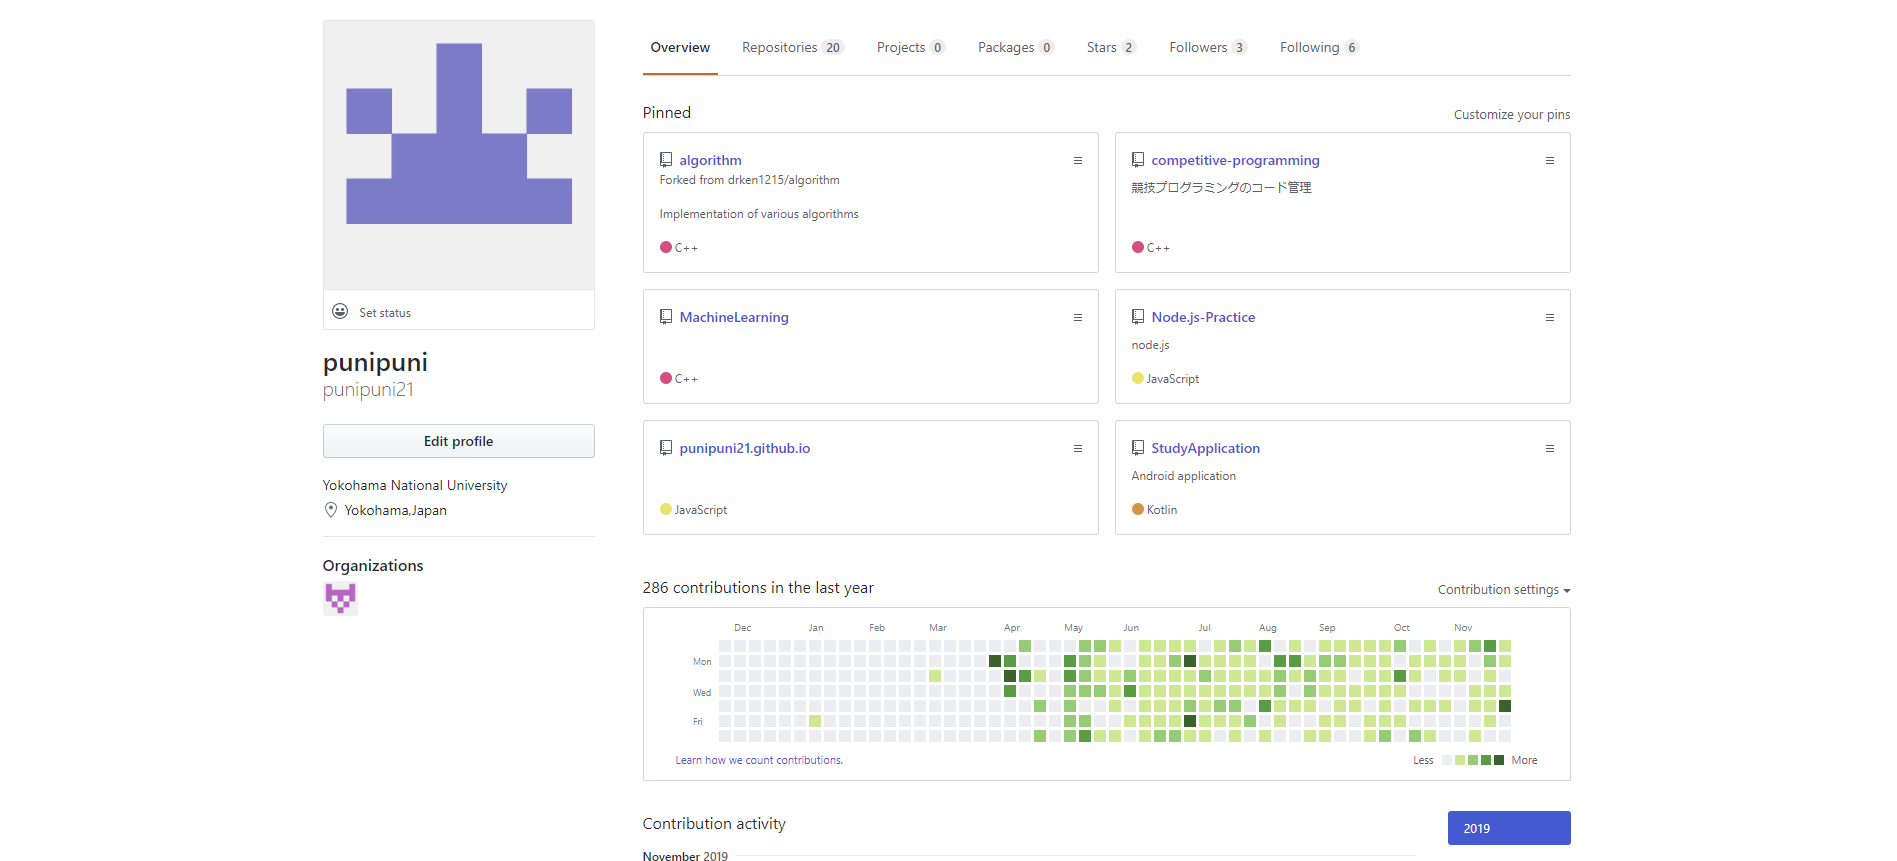 Overview Repositories 20 Projects 0 Packages 0 Stars 2 Followers 3 Following 6
Set status
punipuni
punipuni21
Edit profile
Yokohama National University
Yokohama,Japan
Organizations
Pinned
Customize your pins
algorithm
Forked from drken1215/algorithm
Implementation of various algorithms
C++
competitive-programming
競技プログラミングのコード管理
C++
MachineLearning
C++
Node.js-Practice
node.js
JavaScript
punipuni21.github.io
JavaScript
StudyApplication
Android application
Kotlin
286 contributions in the last year
Contribution settings
Dec Jan Feb Mar Apr May Jun Jul Aug Sep Oct Nov
Mon
Wed
Fri
Learn how we count contributions.
Less More
Contribution activity
2019
November 2019